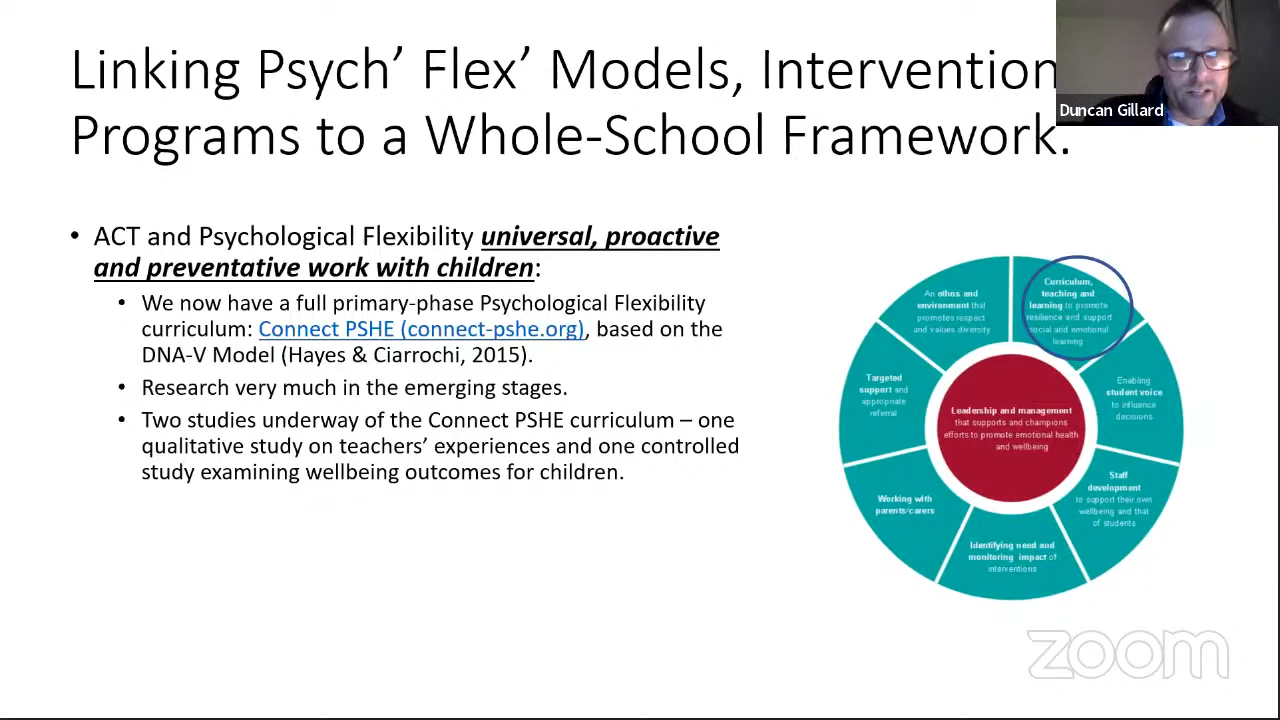 Linking Psych’ Flex’ Models, Intervention
Programs to a Whole-School Framework.
Duncan Gillard
• ACT and Psychological Flexibility universal, proactive
and preventative work with children:
• We now have a full primary-phase Psychological Flexibility
curriculum: Connect PSHE (connect-pshe.org), based on the
DNA-V Model (Hayes & Ciarrochi, 2015).
• Research very much in the emerging stages.
• Two studies underway of the Connect PSHE curriculum – one
qualitative study on teachers’ experiences and one controlled
study examining wellbeing outcomes for children.
An ethos and
environment that
promotes respect
and values diversity
Curriculum,
teaching and
learning to promote
resilience and support
social and emotional
learning
Enabling
student voice
to influence
decisions
Staff
development
to support their own
wellbeing and that
of students
Identifying need and
monitoring impact of
interventions
Working with
parents/carers
Targeted
support and
appropriate
referral
Leadership and management
that supports and champions
efforts to promote emotional health
and wellbeing
zoom